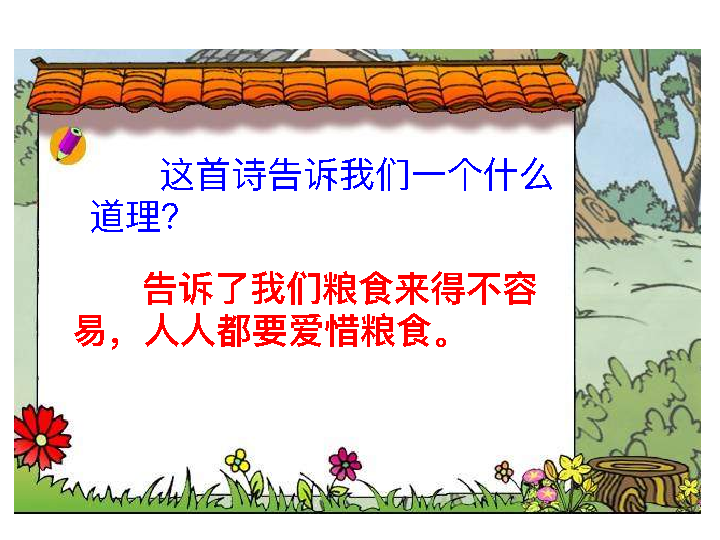 这首诗告诉我们一个什么
道理？
告诉了我们粮食来得不容
易，人人都要爱惜粮食。